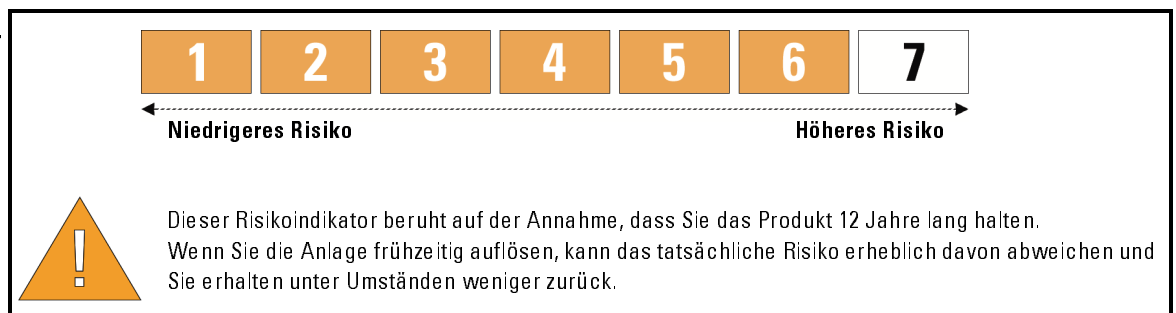 1 2 3 4 5 6 7
Niedrigeres Risiko Höheres Risiko
!
Dieser Risikoindikator beruht auf der Annahme, dass Sie das Produkt 12 Jahre lang halten.
Wenn Sie die Anlage frühzeitig auflösen, kann das tatsächliche Risiko erheblich davon abweichen und
Sie erhalten unter Umständen weniger zurück.